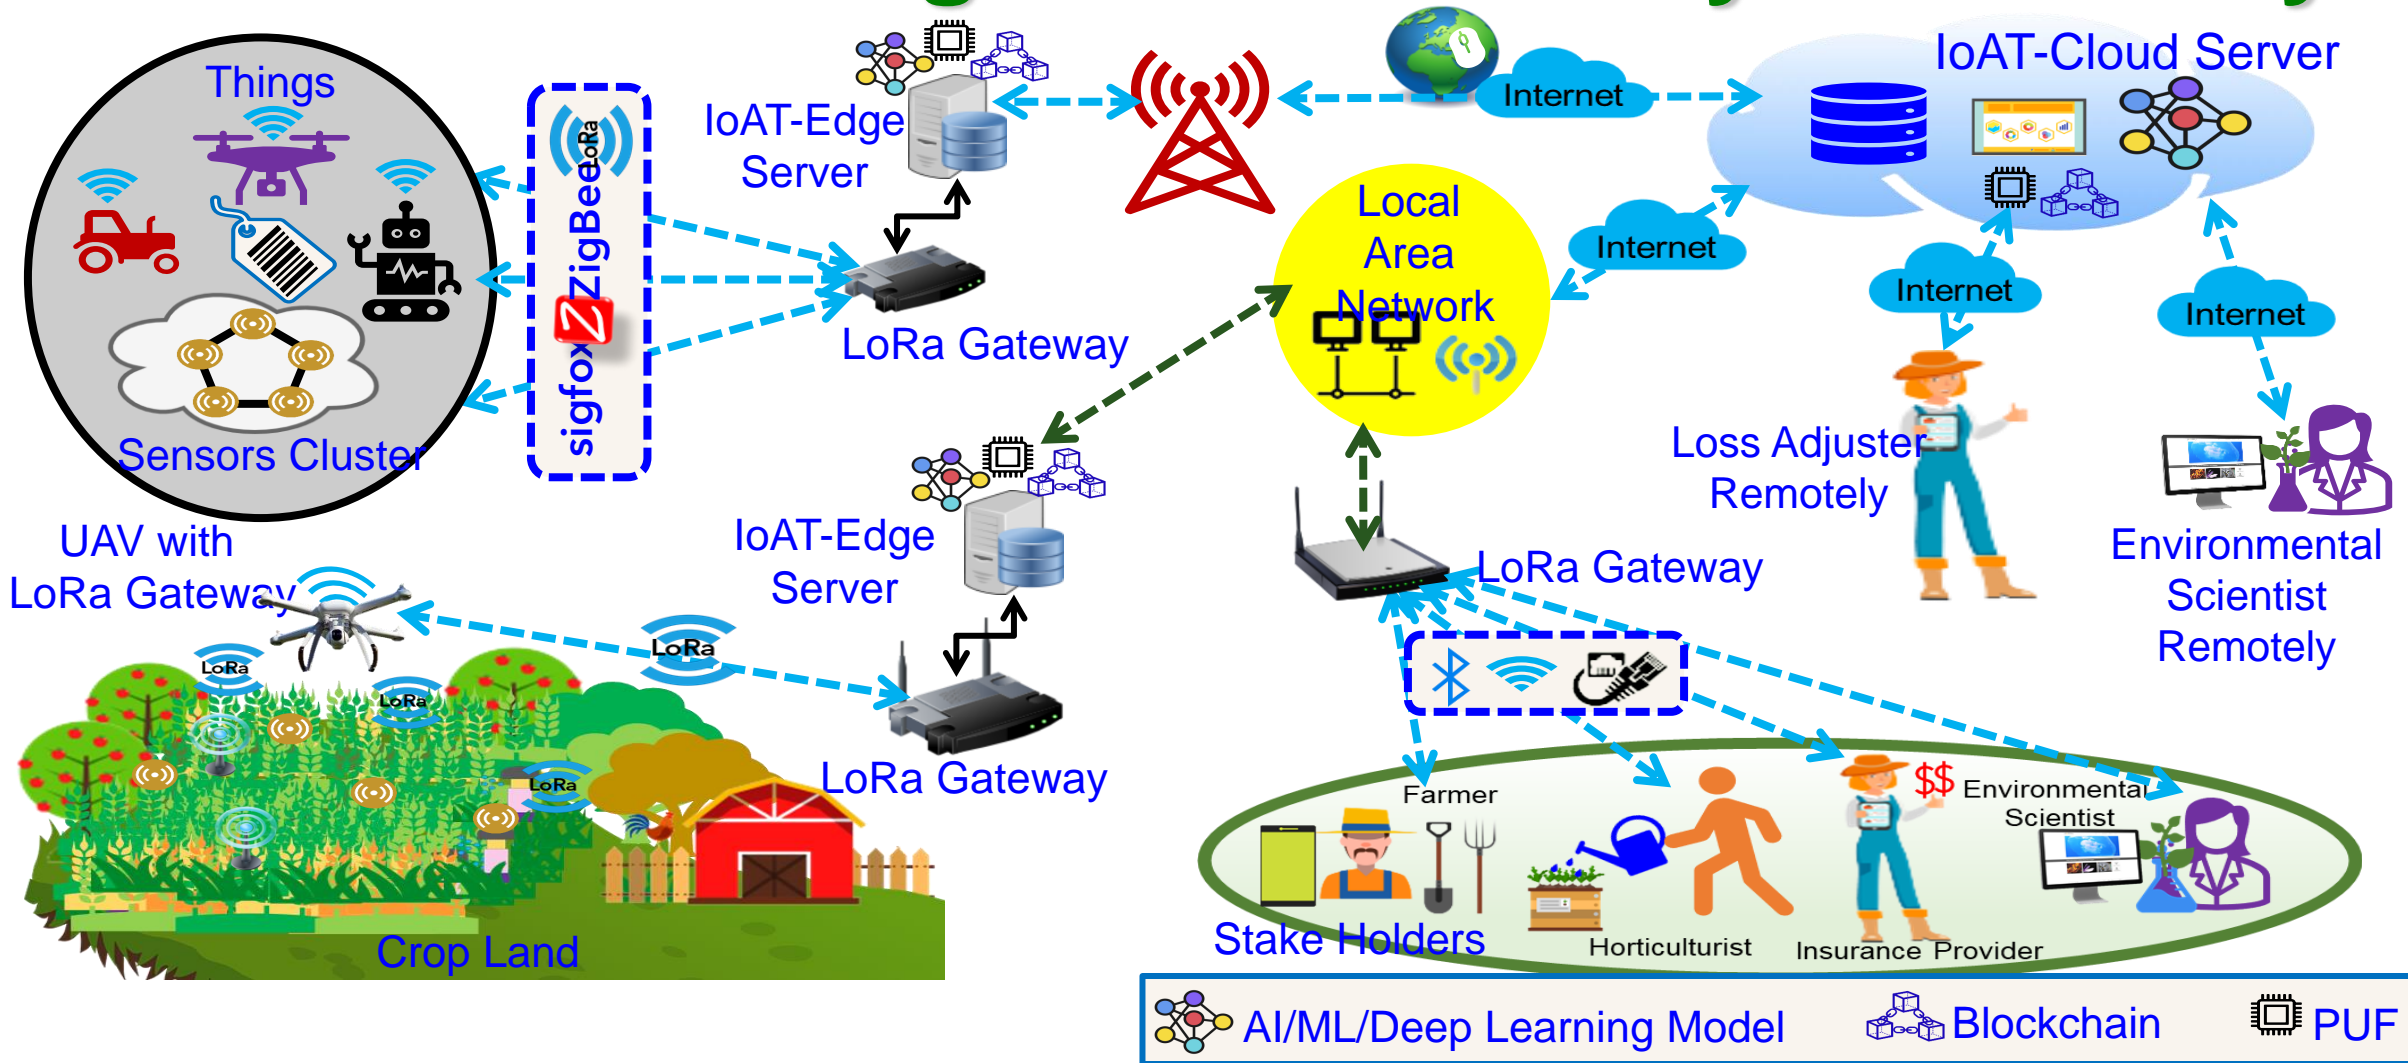 IoAT-Cloud Server
Things
IoAT-Edge
Server
Internet
LoRa
ZigBee
sigfox
Local
Area
Network
Internet
Internet
Internet
LoRa Gateway
Sensors Cluster
Loss Adjuster
Remotely
UAV with
LoRa Gateway
IoAT-Edge
Server
LoRa Gateway
Environmental
Scientist
Remotely
LoRa
LoRa
LoRa
LoRa
LoRa Gateway
Farmer
$$
Environmental
Scientist
Crop Land
Stake Holders
Horticulturist
Insurance Provider
AI/ML/Deep Learning Model
Blockchain
PUF